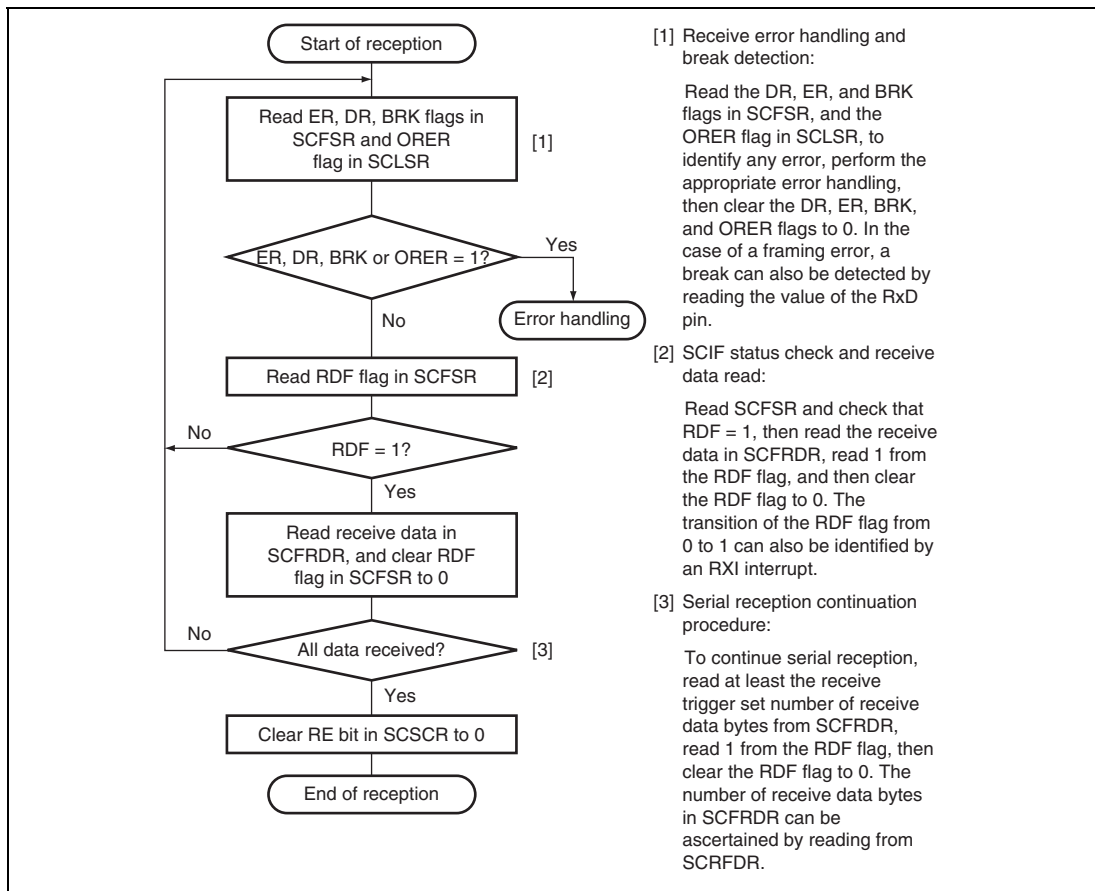 Start of reception
Read ER, DR, BRK flags in
SCFSR and ORER
flag in SCLSR
[1]
ER, DR, BRK or ORER = 1?
Yes
Error handling
No
Read RDF flag in SCFSR
[2]
No
RDF = 1?
Yes
Read receive data in
SCFRDR, and clear RDF
flag in SCFSR to 0
No
All data received?
[3]
Yes
Clear RE bit in SCSCR to 0
End of reception
[1] Receive error handling and
break detection:
Read the DR, ER, and BRK
flags in SCFSR, and the
ORER flag in SCLSR, to
identify any error, perform the
appropriate error handling,
then clear the DR, ER, BRK,
and ORER flags to 0. In the
case of a framing error, a
break can also be detected by
reading the value of the RxD
pin.
[2] SCIF status check and receive
data read:
Read SCFSR and check that
RDF = 1, then read the receive
data in SCFRDR, read 1 from
the RDF flag, and then clear
the RDF flag to 0. The
transition of the RDF flag from
0 to 1 can also be identified by
an RXI interrupt.
[3] Serial reception continuation
procedure:
To continue serial reception,
read at least the receive
trigger set number of receive
data bytes from SCFRDR,
read 1 from the RDF flag, then
clear the RDF flag to 0. The
number of receive data bytes
in SCFRDR can be
ascertained by reading from
SCRFDR.